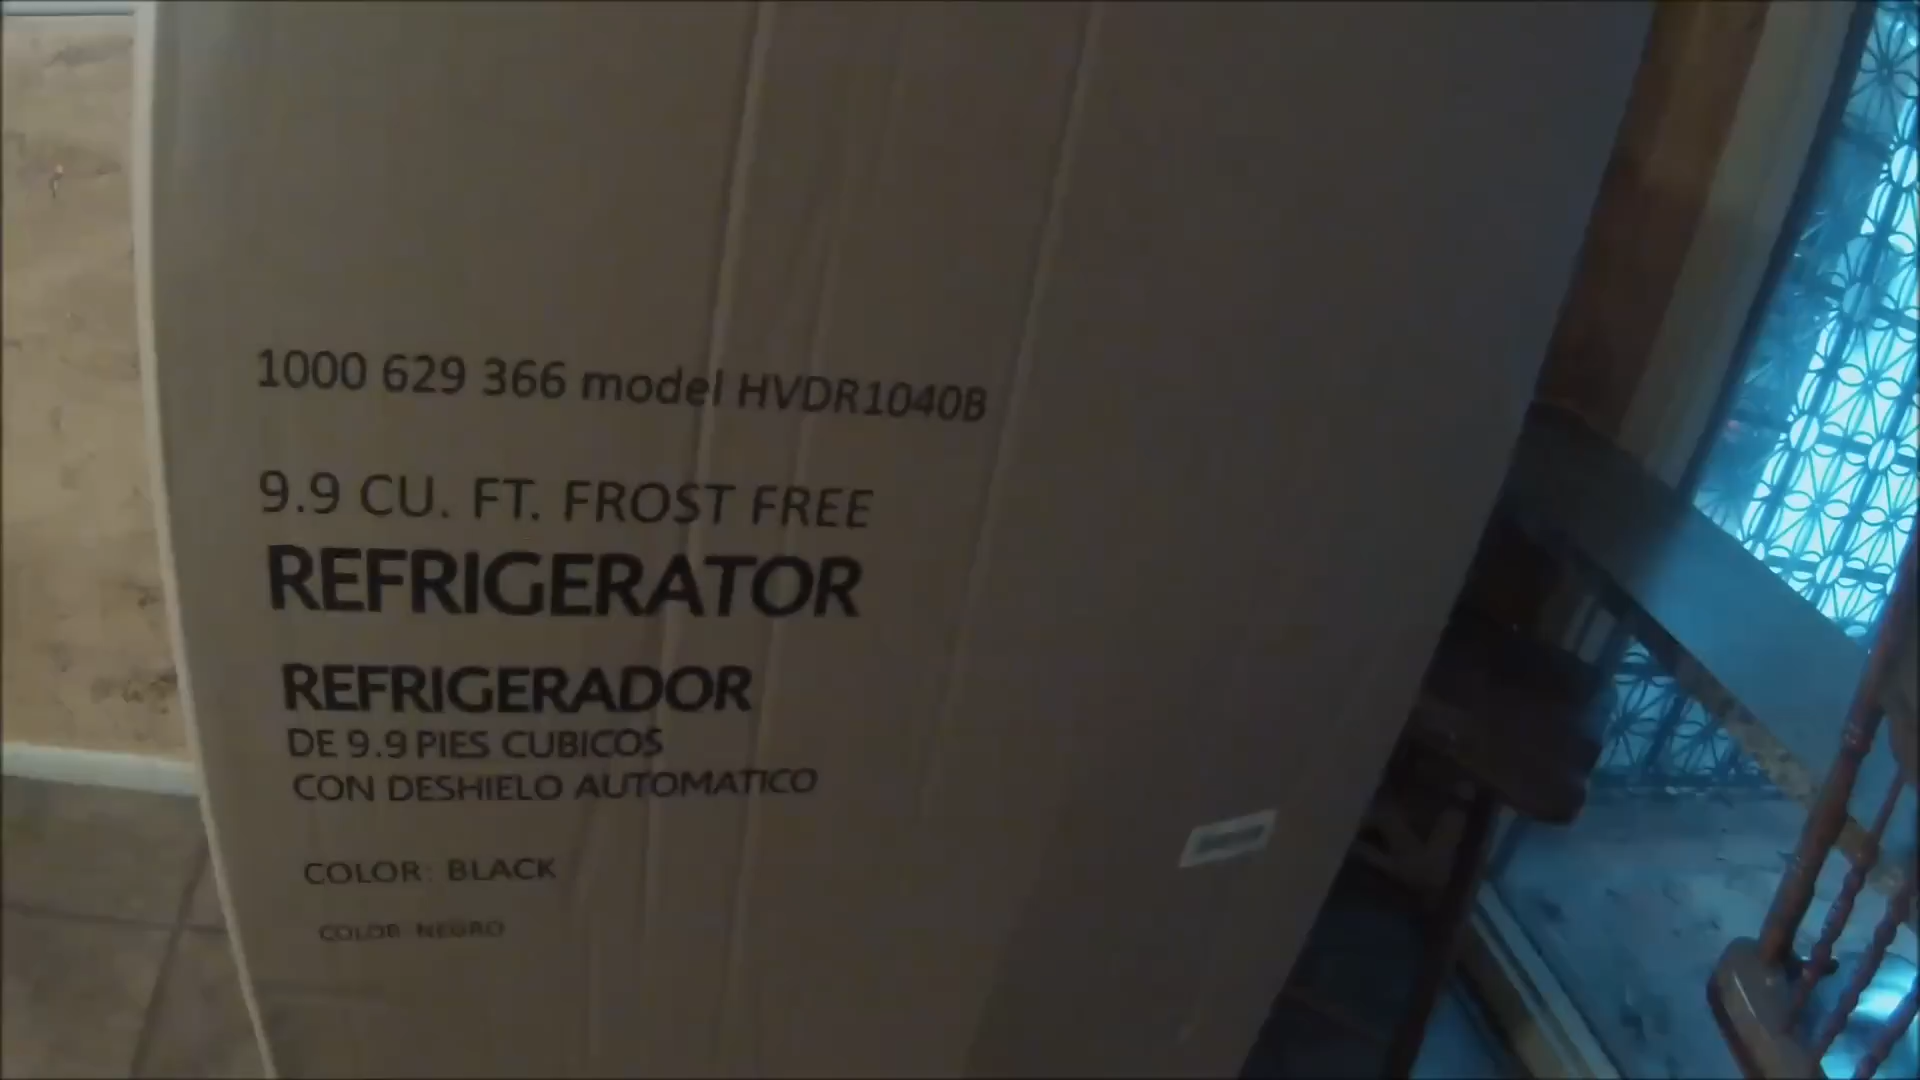 1000 629 366 model HVDR1040B
9.9 CU. FT. FROST FREE
REFRIGERATOR
REFRIGERADOR
DE 9.9 PIES CUBICOS
CON DESHIELO AUTOMATICO
COLOR: BLACK
COLOR: NEGRO